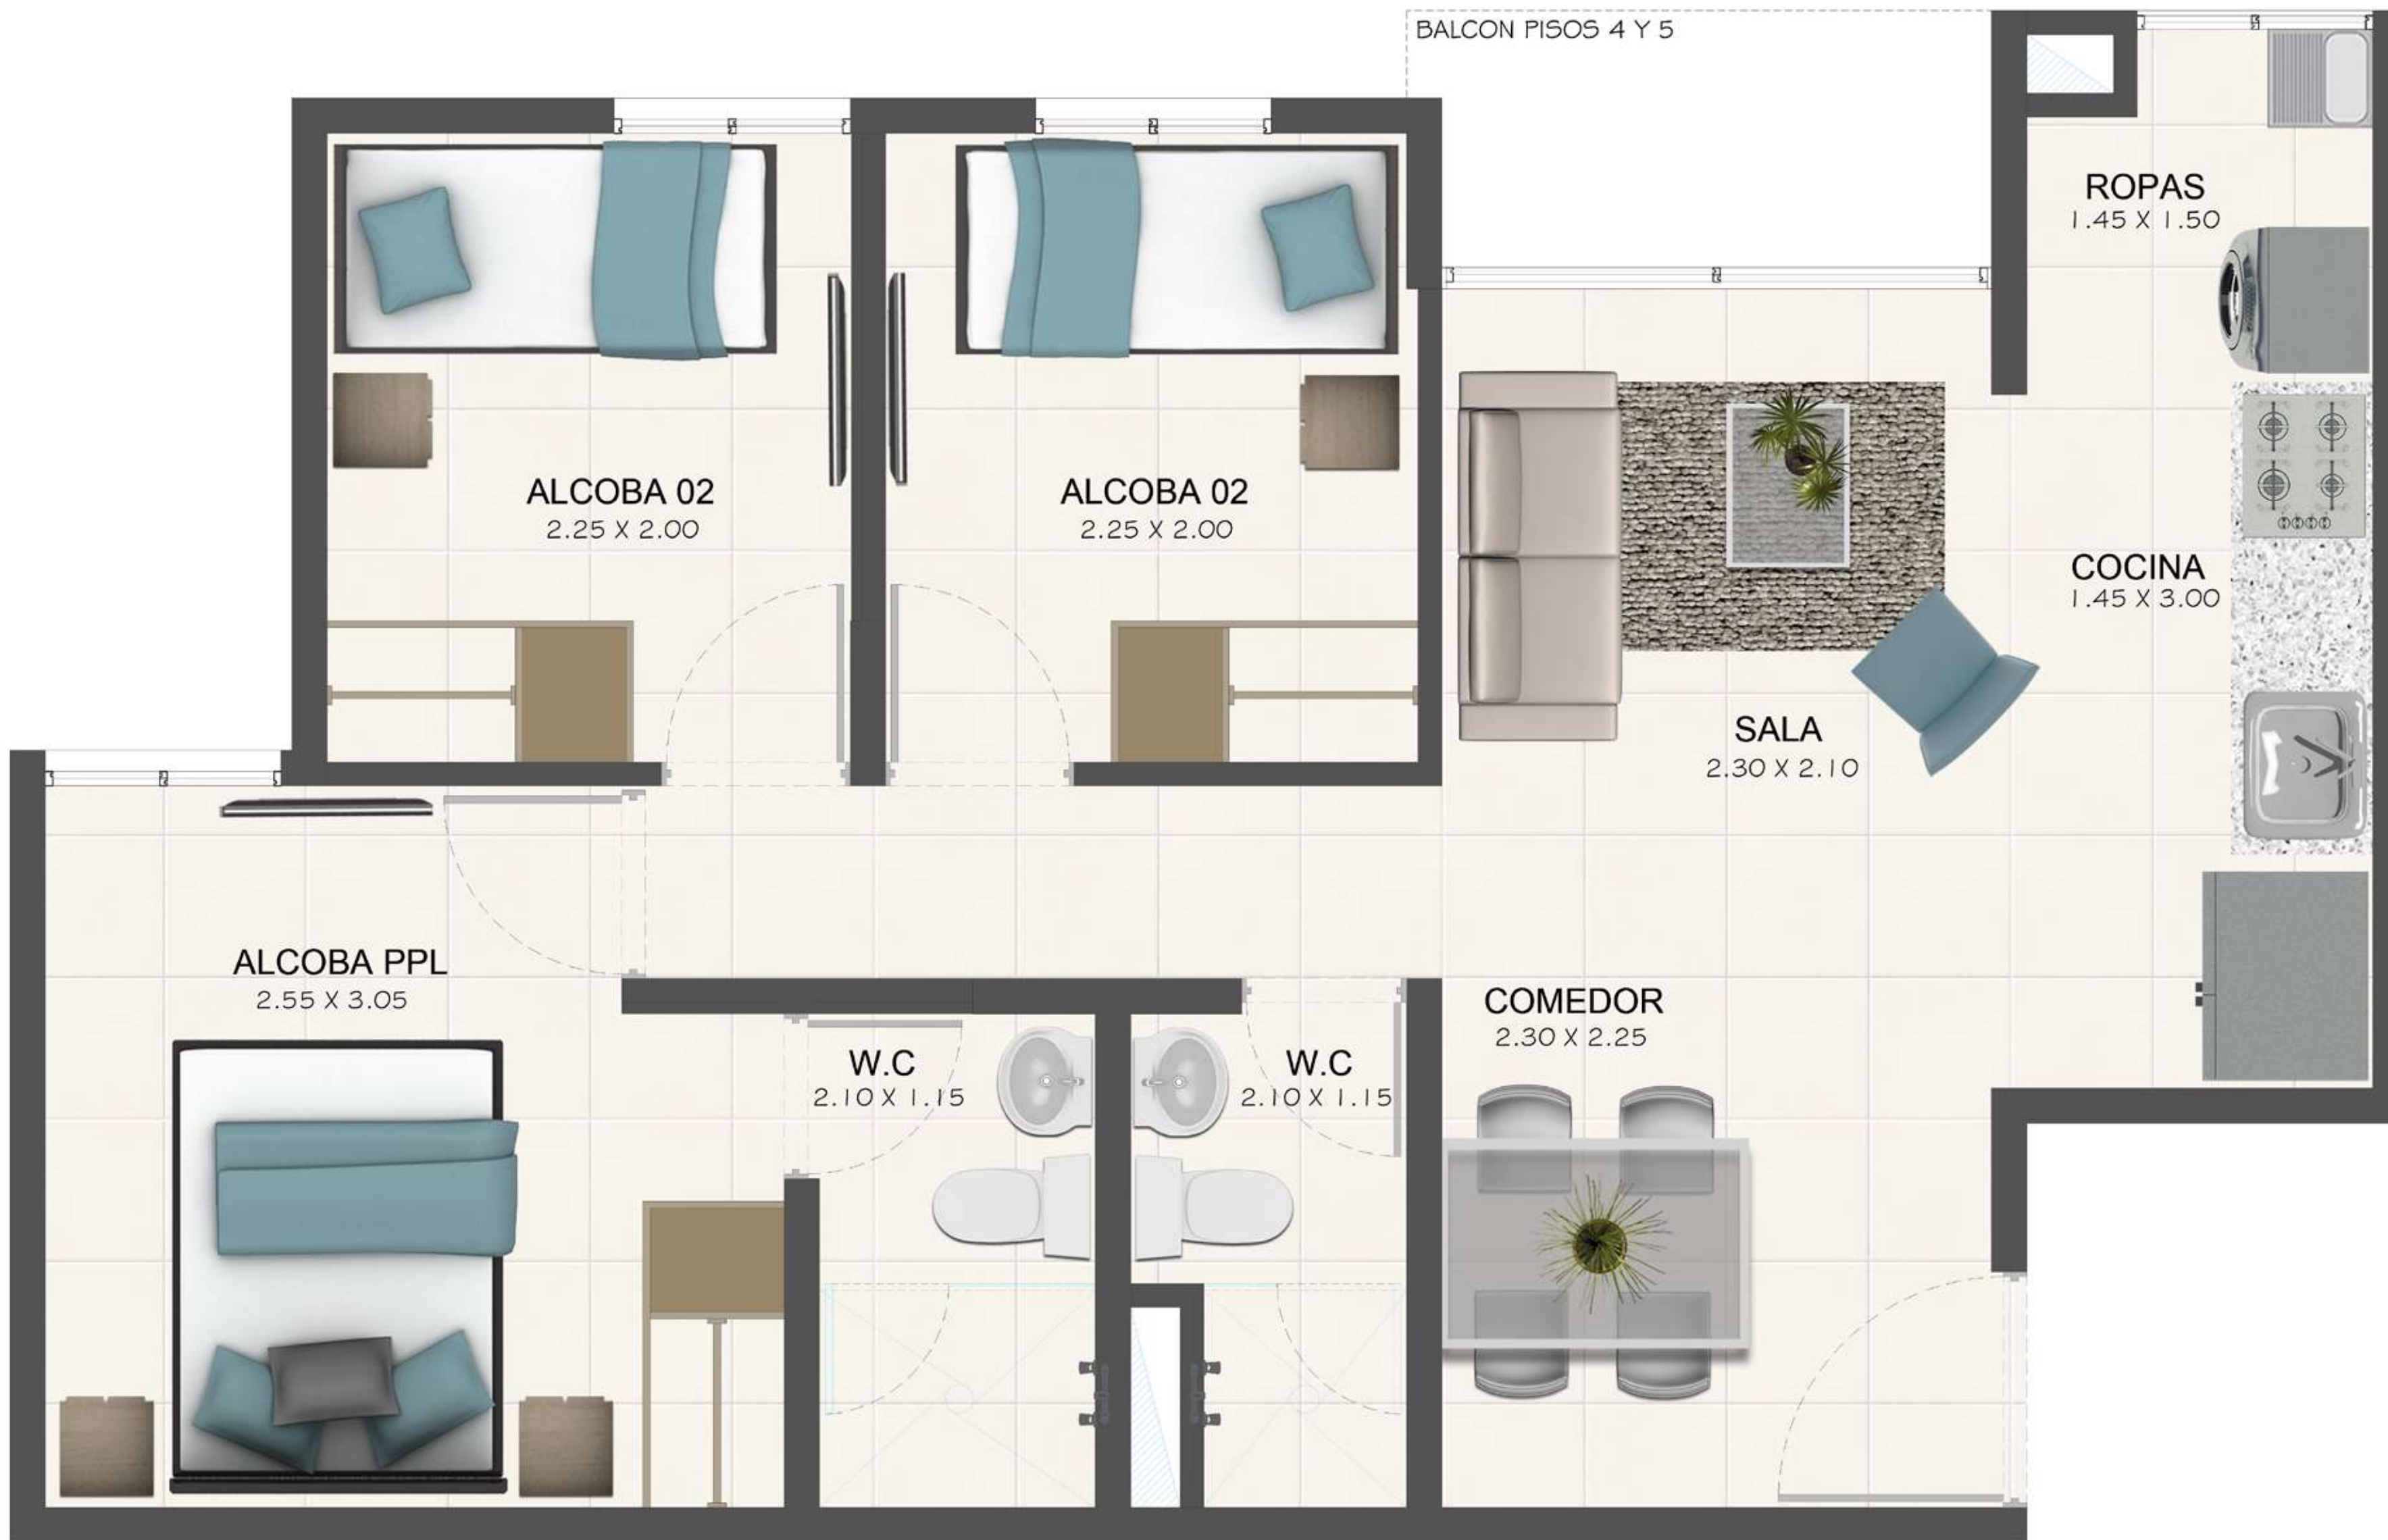 BALCON PISOS 4 Y 5
ROPAS
1.45 X 1.50
ALCOBA 02
2.25 X 2.00
ALCOBA 02
2.25 X 2.00
COCINA
1.45 X 3.00
SALA
2.30 X 2.10
ALCOBA PPL
2.55 X 3.05
W.C
2.10 X 1.15
W.C
2.10 X 1.15
COMEDOR
2.30 X 2.25